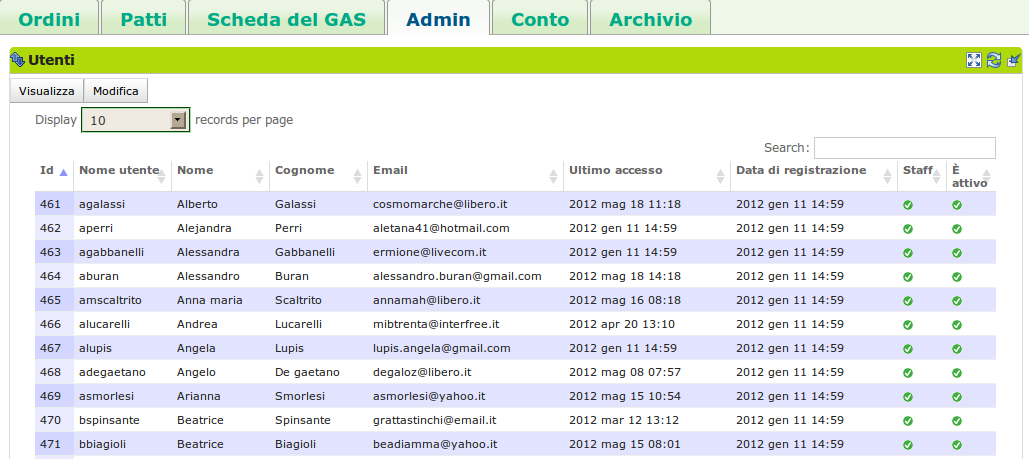 Ordini Patti Scheda del GAS Admin Conto Archivio
Utenti
Visualizza Modifica
Display 10 records per page
Search:
Id Nome utente Nome Cognome Email Ultimo accesso Data di registrazione Staff È attivo
461 agalassi Alberto Galassi cosmomarche@libero.it 2012 mag 18 11:18 2012 gen 11 14:59
462 aperri Alejandra Perri aletana41@hotmail.com 2012 gen 11 14:59 2012 gen 11 14:59
463 agabbanelli Alessandra Gabbanelli ermione@livecom.it 2012 gen 11 14:59 2012 gen 11 14:59
464 aburan Alessandro Buran alessandro.buran@gmail.com 2012 mag 18 14:18 2012 gen 11 14:59
465 amscaltrito Anna maria Scaltrito annamah@libero.it 2012 mag 16 08:18 2012 gen 11 14:59
466 alucarelli Andrea Lucarelli mibtrenta@interfree.it 2012 apr 20 13:10 2012 gen 11 14:59
467 alupis Angela Lupis lupis.angela@gmail.com 2012 gen 11 14:59 2012 gen 11 14:59
468 adegaetano Angelo De gaetano degaloz@libero.it 2012 mag 08 07:57 2012 gen 11 14:59
469 asmorlesi Arianna Smorlesi asmorlesi@yahoo.it 2012 mag 15 10:54 2012 gen 11 14:59
470 bspinsante Beatrice Spinsante grattastinchi@email.it 2012 mar 12 13:12 2012 gen 11 14:59
471 bbiagioli Beatrice Biagioli beadiamma@yahoo.it 2012 mag 15 08:01 2012 gen 11 14:59